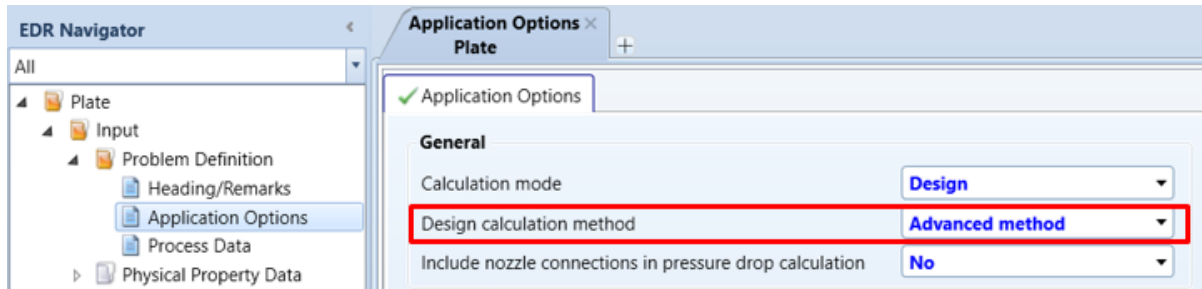 EDR Navigator
All
Plate
Input
Problem Definition
Heading/Remarks
Application Options
Process Data
Physical Property Data
Application Options
Plate
Application Options
General
Calculation mode Design
Design calculation method Advanced method
Include nozzle connections in pressure drop calculation No